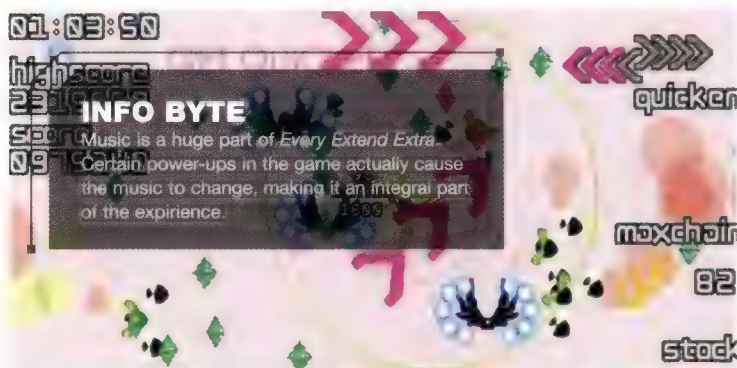 01:03:50
highscore
score
INFO BYTE
Music is a huge part of Every Extend Extra.
Certain power-ups in the game actually cause
the music to change, making it an integral part
of the expirience.
1600
quicken
maxchain
82
stock